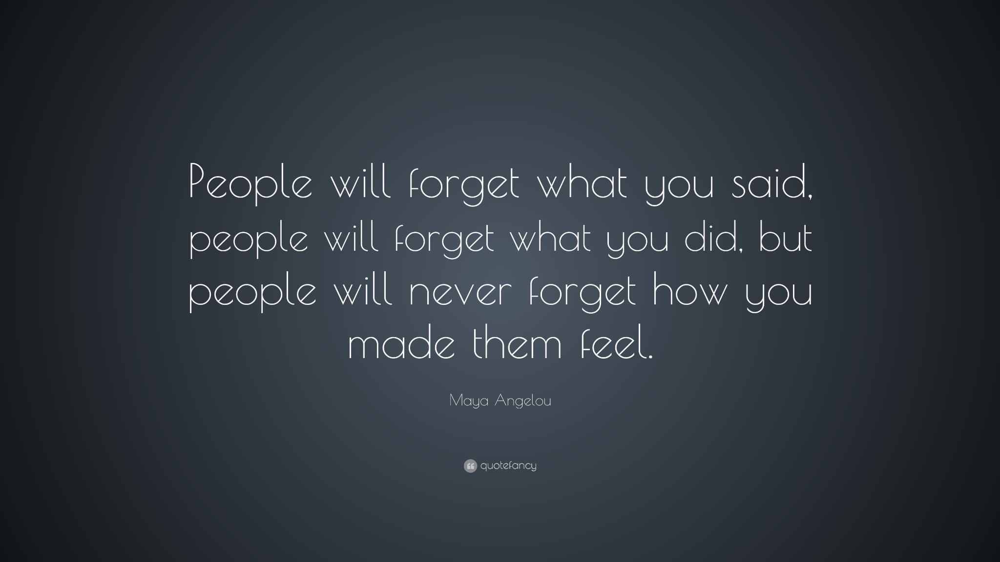 People will forget what you said,
people will forget what you did, but
people will never forget how you
made them feel.
Maya Angelou
quotefancy